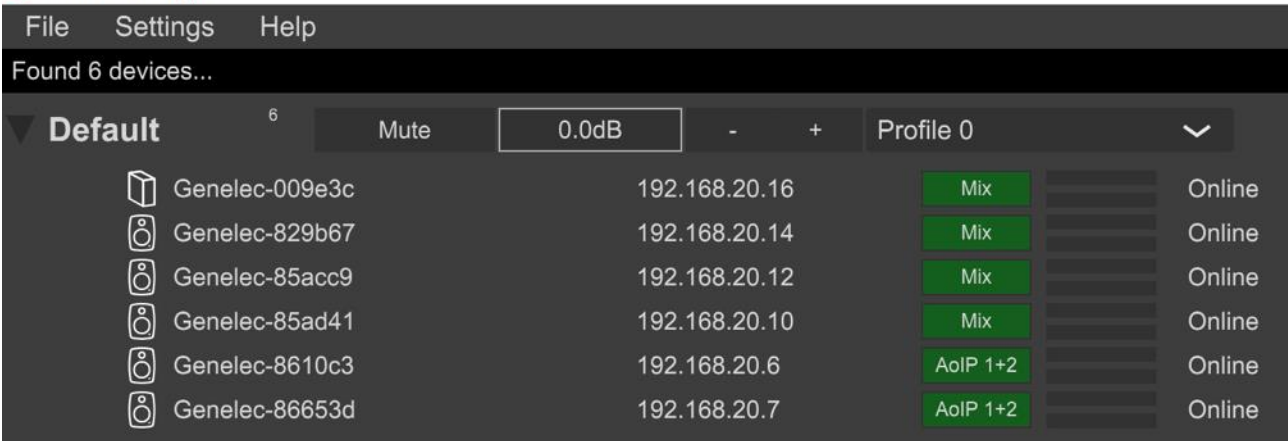 File Settings Help
Found 6 devices...
Default 6 Mute 0.0dB - + Profile 0
Genelec-009e3c 192.168.20.16 Mix Online
Genelec-829b67 192.168.20.14 Mix Online
Genelec-85acc9 192.168.20.12 Mix Online
Genelec-85ad41 192.168.20.10 Mix Online
Genelec-8610c3 192.168.20.6 AoIP 1+2 Online
Genelec-86653d 192.168.20.7 AoIP 1+2 Online